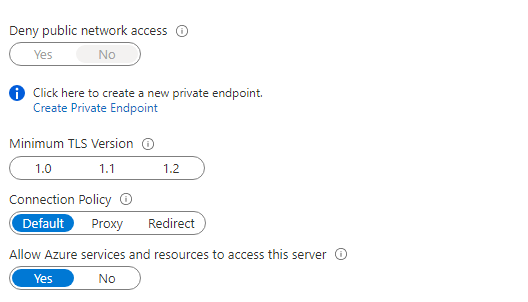 Deny public network access
Yes No
Click here to create a new private endpoint.
Create Private Endpoint
Minimum TLS Version
1.0 1.1 1.2
Connection Policy
Default Proxy Redirect
Allow Azure services and resources to access this server
Yes No